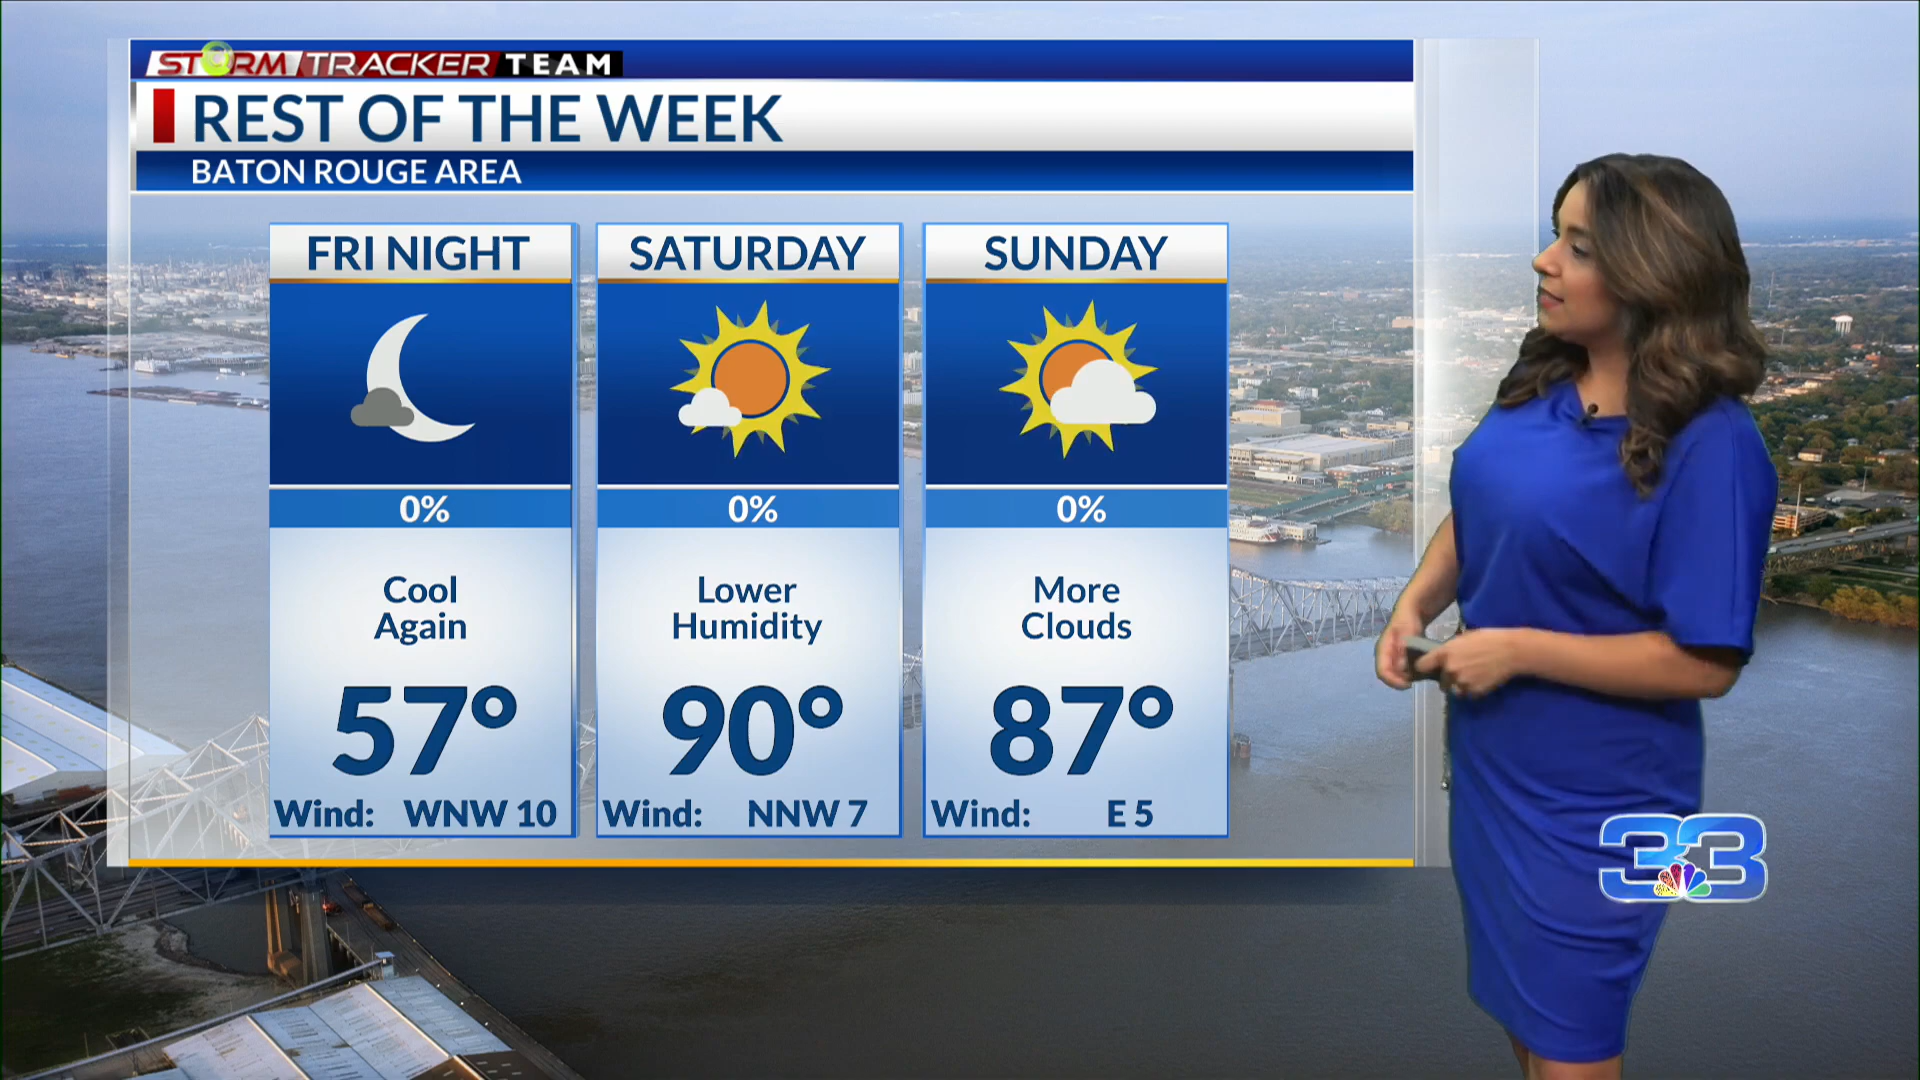 STORM TRACKER TEAM
REST OF THE WEEK
BATON ROUGE AREA
FRI NIGHT
0%
Cool
Again
57°
Wind: WNW 10
SATURDAY
0%
Lower
Humidity
90°
Wind: NNW 7
SUNDAY
0%
More
Clouds
87°
Wind: E 5
33